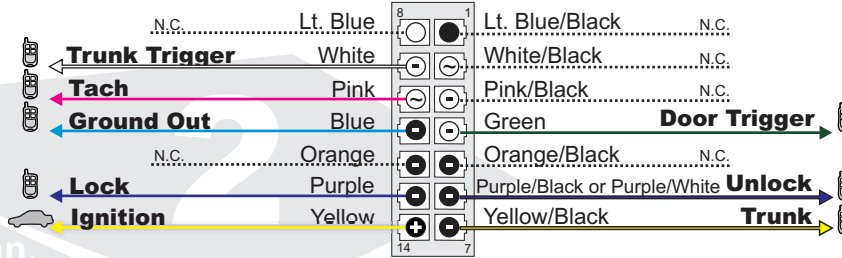 8 1
N.C. Lt. Blue Lt. Blue/Black N.C.
Trunk Trigger White White/Black N.C.
Tach Pink Pink/Black N.C.
Ground Out Blue Green Door Trigger
N.C. Orange Orange/Black N.C.
Lock Purple Purple/Black or Purple/White Unlock
Ignition Yellow Yellow/Black Trunk
14 7